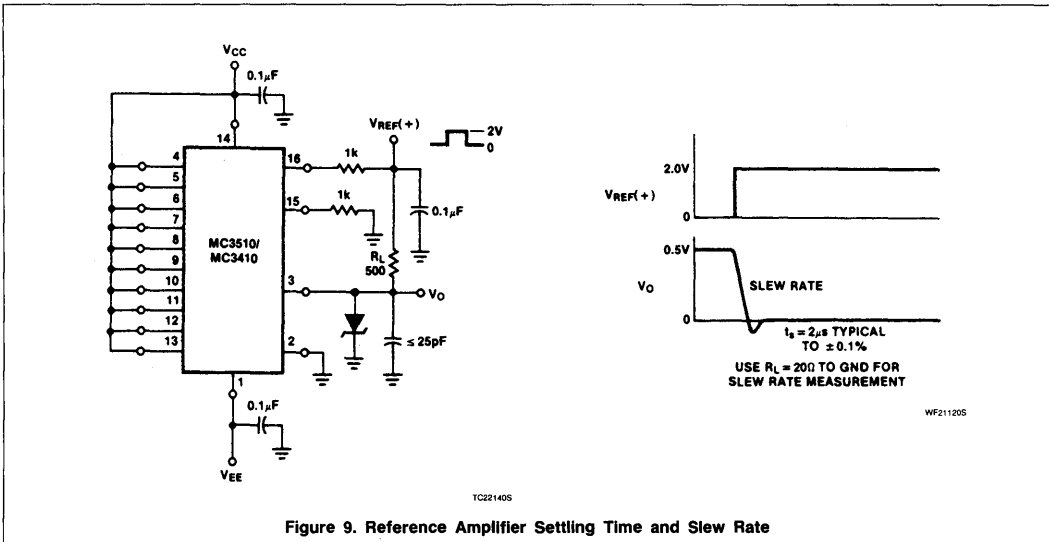 VCC
0.1μF
14
VREF(+)
2V
0
4
5
6
7
8
9
10
11
12
13
16
1k
15
1k
0.1μF
MC3510/
MC3410
RL
500
3
VO
2
≤ 25pF
1
0.1μF
VEE
TC22140S
2.0V
VREF(+)
0
0.5V
VO
SLEW RATE
0
ts = 2μs TYPICAL
TO ± 0.1%
USE RL = 20Ω TO GND FOR
SLEW RATE MEASUREMENT
WF21120S
Figure 9. Reference Amplifier Settling Time and Slew Rate